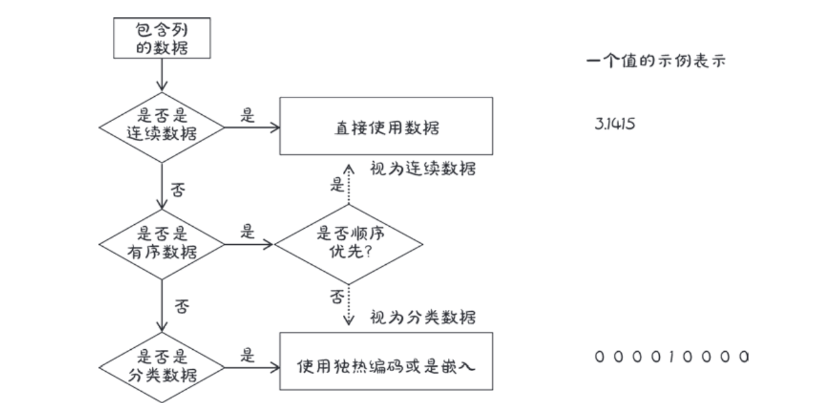 包含列
的数据
一个值的示例表示
是否是
连续数据
是
直接使用数据
3.1415
否
是
视为连续数据
是否是
有序数据
是
是否顺序
优先?
否
否
视为分类数据
是否是
分类数据
是
使用独热编码或是嵌入
0 0 0 0 1 0 0 0 0